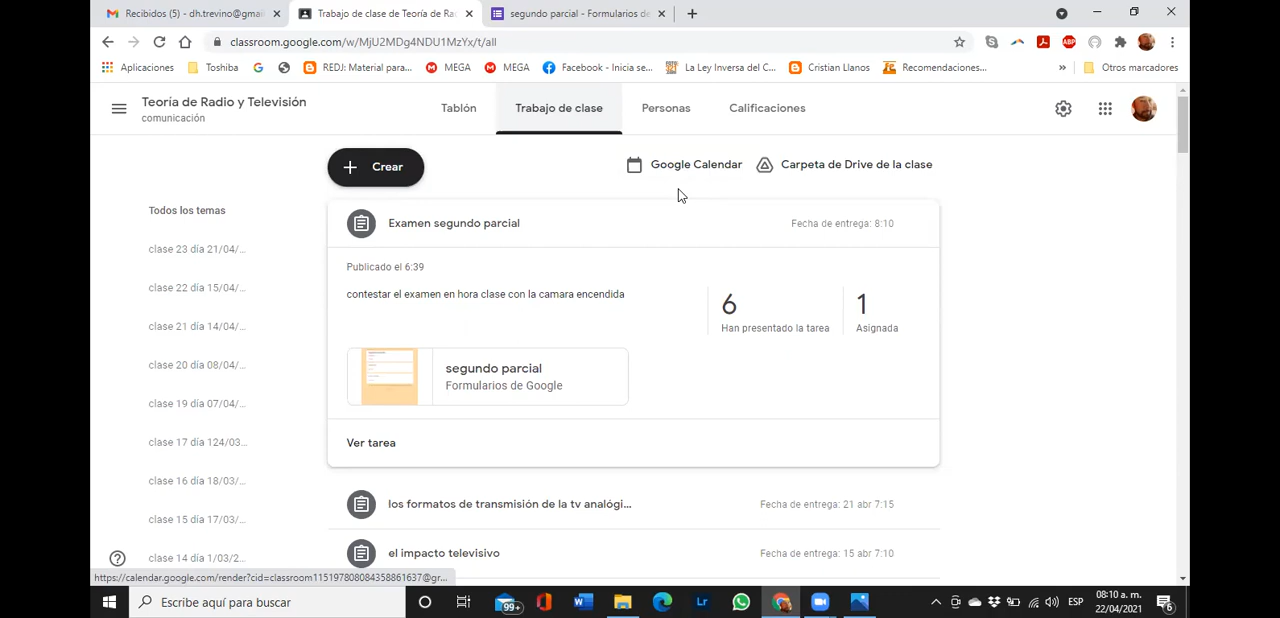 Recibidos (5) - dh.trevino@gmai
Trabajo de clase de Teoría de Ra
segundo parcial - Formularios de
classroom.google.com/w/MjU2MDg4NDU1MzYx/t/all
ABP
Aplicaciones
Toshiba
REDJ: Material para...
MEGA
MEGA
Facebook - Inicia se...
La Ley Inversa del C...
Cristian Llanos
Recomendaciones...
»
Otros marcadores
Teoría de Radio y Televisión
comunicación
Tablón
Trabajo de clase
Personas
Calificaciones
Crear
Google Calendar
Carpeta de Drive de la clase
Todos los temas
clase 23 día 21/04/...
clase 22 día 15/04/...
clase 21 día 14/04/...
clase 20 día 08/04/...
clase 19 día 07/04/...
clase 17 día 124/03...
clase 16 día 18/03/...
clase 15 día 17/03/...
clase 14 día 1/03/2...
Examen segundo parcial
Fecha de entrega: 8:10
Publicado el 6:39
contestar el examen en hora clase con la camara encendida
6
Han presentado la tarea
1
Asignada
segundo parcial
Formularios de Google
Ver tarea
los formatos de transmisión de la tv analógi...
Fecha de entrega: 21 abr 7:15
el impacto televisivo
Fecha de entrega: 15 abr 7:10
https://calendar.google.com/render?cid=classroom115197808084358861637@gr...
Escribe aquí para buscar
99+
Lr
ESP
08:10 a. m.
22/04/2021
6